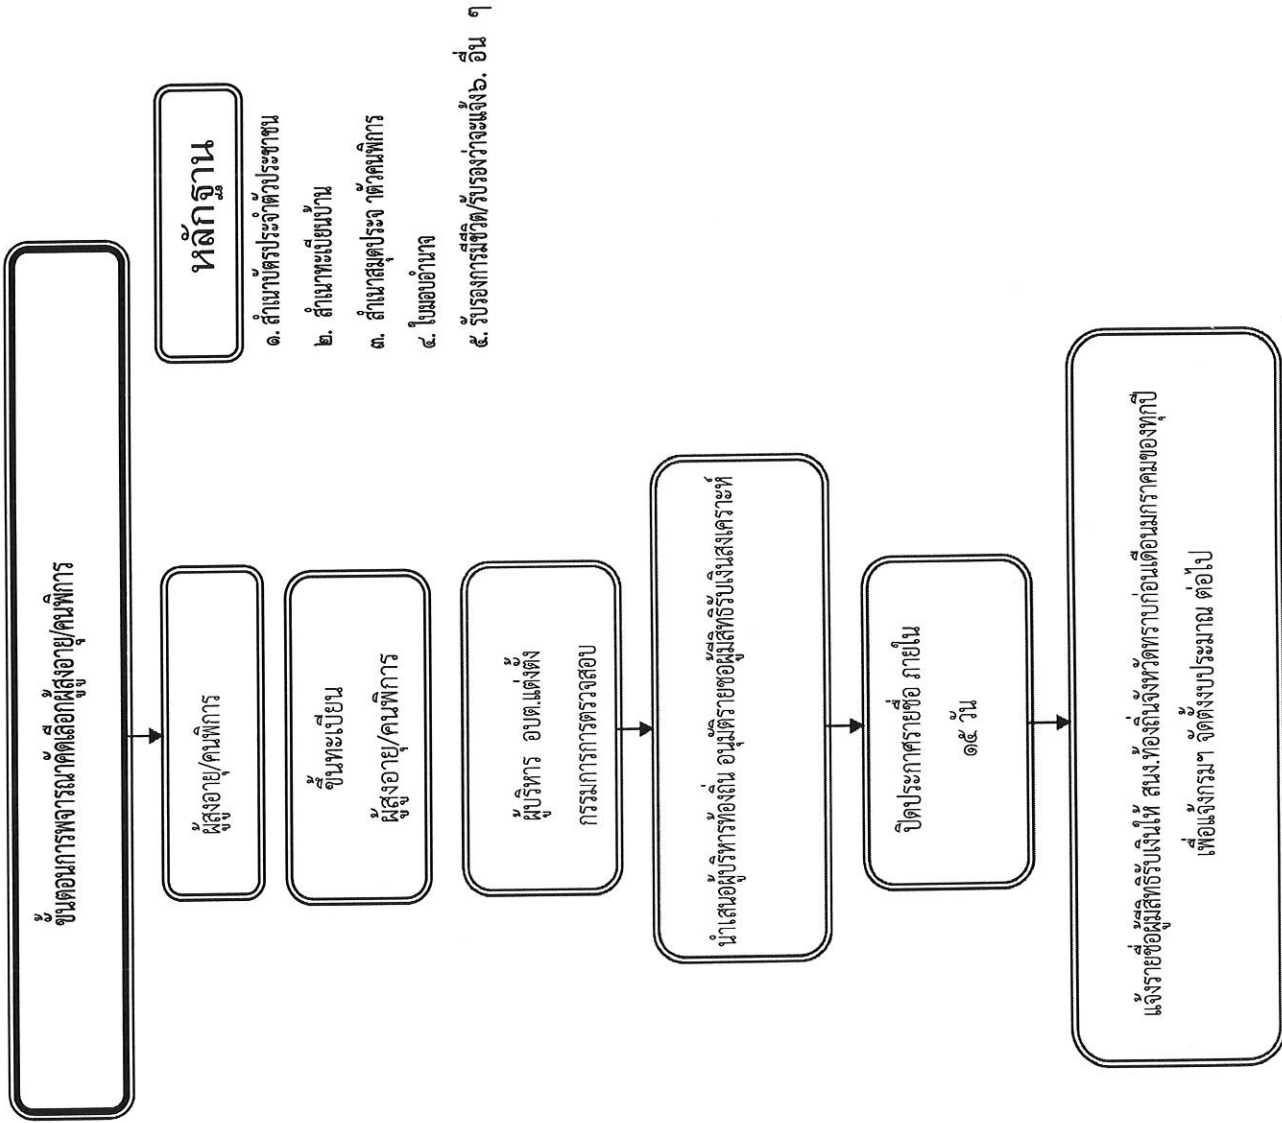 ขั้นตอนการพจารณาคัดเลือกผู้สูงอายุ/คนพิการ
หลักฐาน
๑. สำเนาบัตรประจำตัวประชาชน
๒. สำเนาทะเบียนบ้าน
๓. สำเนาสมุดประจ าตัวคนพิการ
๔. ใบมอบอำนาจ
๕. รับรองการมีชีวิต/รับรองว่าจะแจ้ง๖. อื่น ๆ
ผู้สูงอายุ/คนพิการ
ขึ้นทะเบียน
ผู้สูงอายุ/คนพิการ
ผู้บริหาร อบต.แต่งตั้ง
กรรมการการตรวจสอบ
นำเสนอผู้บริหารท้องถิ่น อนุมัติรายชื่อผู้มีสิทธิรับเงินสงเคราะห์
ปิดประกาศรายชื่อ ภายใน
๑๕ วัน
แจ้งรายชื่อผู้มีสิทธิรับเงินให้ สนง.ท้องถิ่นจังหวัดทราบก่อนเดือนมกราคมของทุกปี
เพื่อแจ้งกรมฯ จัดตั้งงบประมาณ ต่อไป